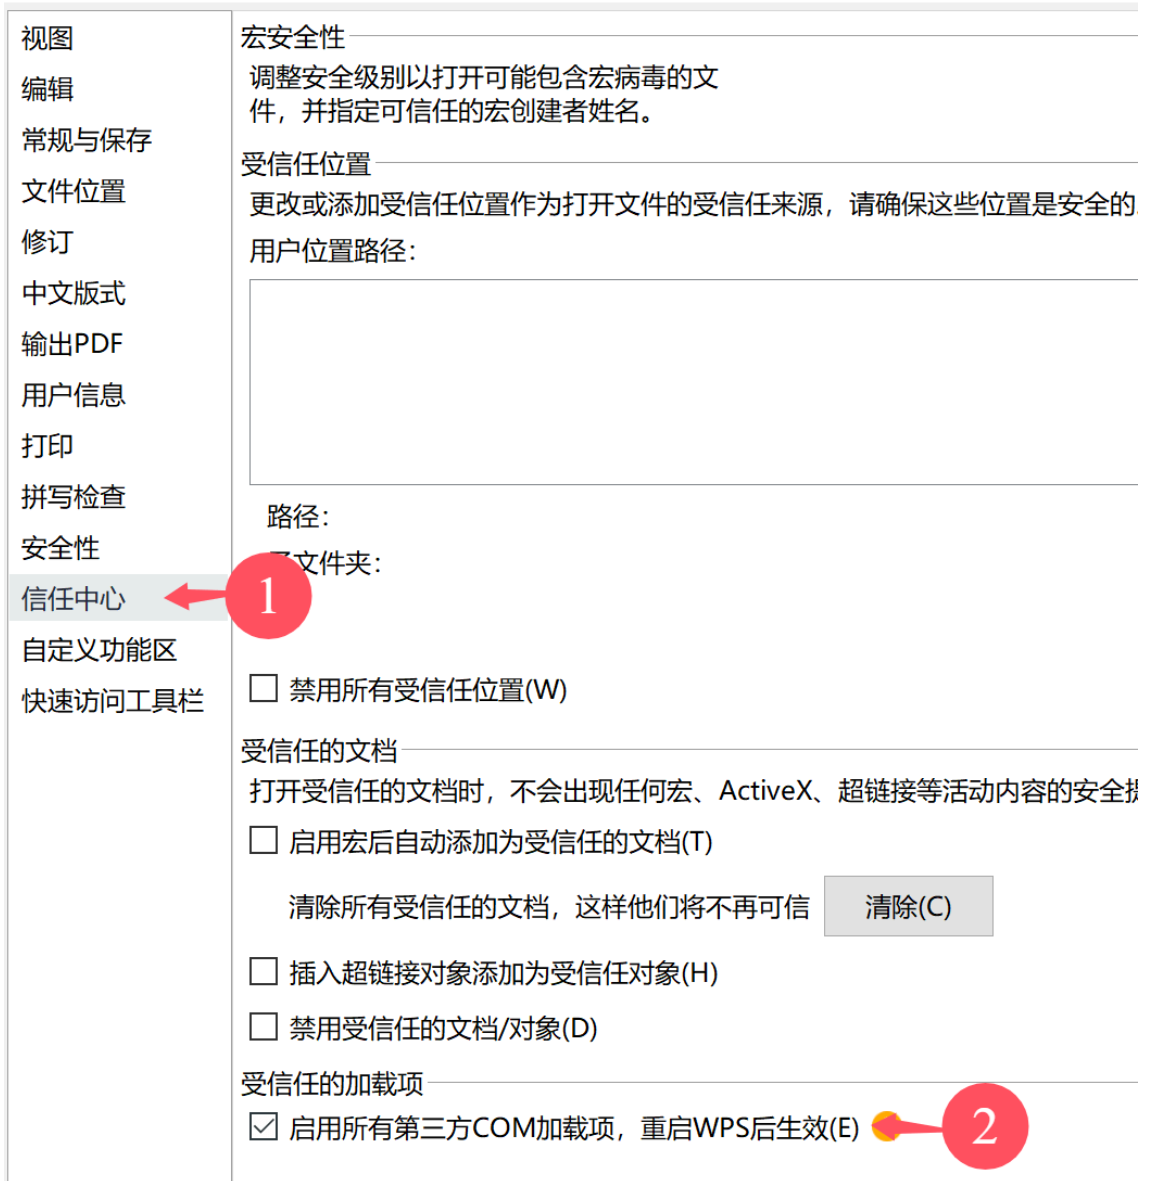 视图
编辑
常规与保存
文件位置
修订
中文版式
输出PDF
用户信息
打印
拼写检查
安全性
信任中心
自定义功能区
快速访问工具栏
宏安全性
调整安全级别以打开可能包含宏病毒的文
件，并指定可信任的宏创建者姓名。
受信任位置
更改或添加受信任位置作为打开文件的受信任来源，请确保这些位置是安全的
用户位置路径：
路径：
文件夹：
1
禁用所有受信任位置(W)
受信任的文档
打开受信任的文档时，不会出现任何宏、ActiveX、超链接等活动内容的安全
启用宏后自动添加为受信任的文档(T)
清除所有受信任的文档，这样他们将不再可信
清除(C)
插入超链接对象添加为受信任对象(H)
禁用受信任的文档/对象(D)
受信任的加载项
启用所有第三方COM加载项，重启WPS后生效(E)
2